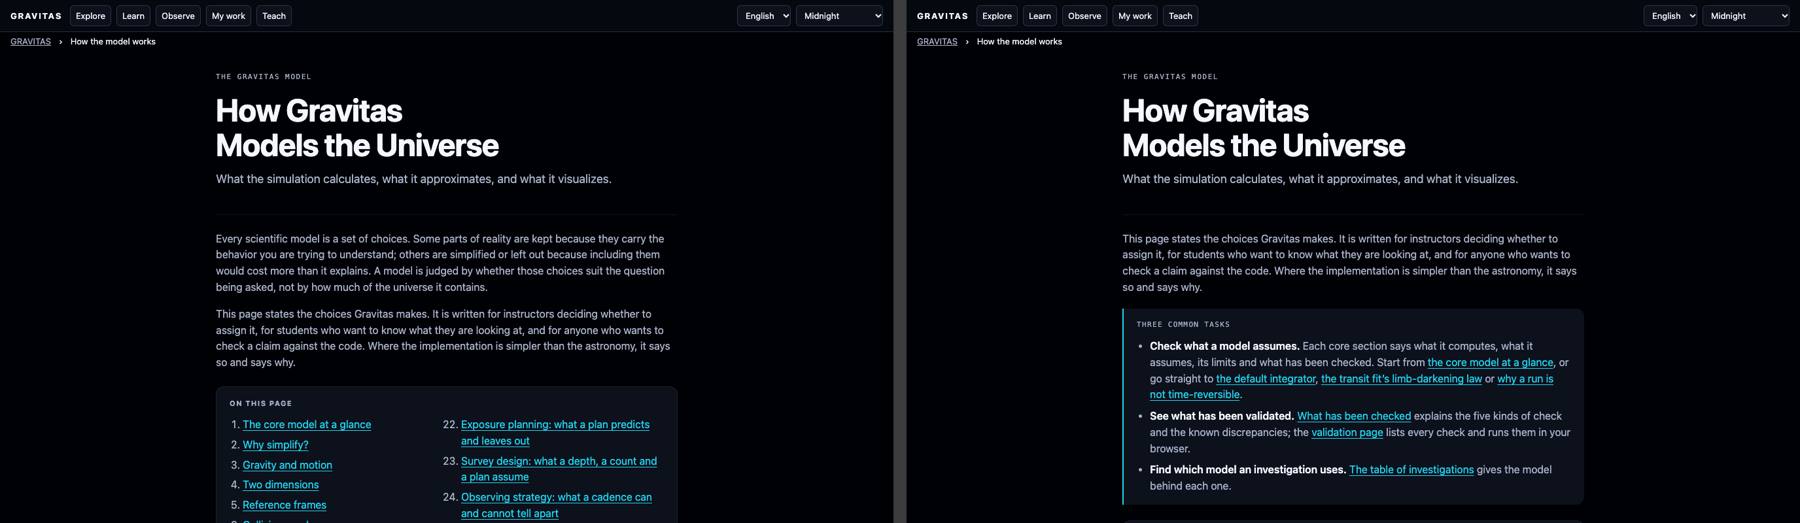 GRAVITAS Explore Learn Observe My work Teach English Midnight
GRAVITAS › How the model works
THE GRAVITAS MODEL
How Gravitas
Models the Universe
What the simulation calculates, what it approximates, and what it visualizes.
Every scientific model is a set of choices. Some parts of reality are kept because they carry the
behavior you are trying to understand; others are simplified or left out because including them
would cost more than it explains. A model is judged by whether those choices suit the question
being asked, not by how much of the universe it contains.
This page states the choices Gravitas makes. It is written for instructors deciding whether to
assign it, for students who want to know what they are looking at, and for anyone who wants to
check a claim against the code. Where the implementation is simpler than the astronomy, it says
so and says why.
ON THIS PAGE
1. The core model at a glance
2. Why simplify?
3. Gravity and motion
4. Two dimensions
5. Reference frames
22. Exposure planning: what a plan predicts
and leaves out
23. Survey design: what a depth, a count and
a plan assume
24. Observing strategy: what a cadence can
and cannot tell apart
GRAVITAS Explore Learn Observe My work Teach English Midnight
GRAVITAS › How the model works
THE GRAVITAS MODEL
How Gravitas
Models the Universe
What the simulation calculates, what it approximates, and what it visualizes.
This page states the choices Gravitas makes. It is written for instructors deciding whether to
assign it, for students who want to know what they are looking at, and for anyone who wants to
check a claim against the code. Where the implementation is simpler than the astronomy, it says
so and says why.
THREE COMMON TASKS
• Check what a model assumes. Each core section says what it computes, what it
assumes, its limits and what has been checked. Start from the core model at a glance, or
go straight to the default integrator, the transit fit's limb-darkening law or why a run is
not time-reversible.
• See what has been validated. What has been checked explains the five kinds of check
and the known discrepancies; the validation page lists every check and runs them in your
browser.
• Find which model an investigation uses. The table of investigations gives the model
behind each one.